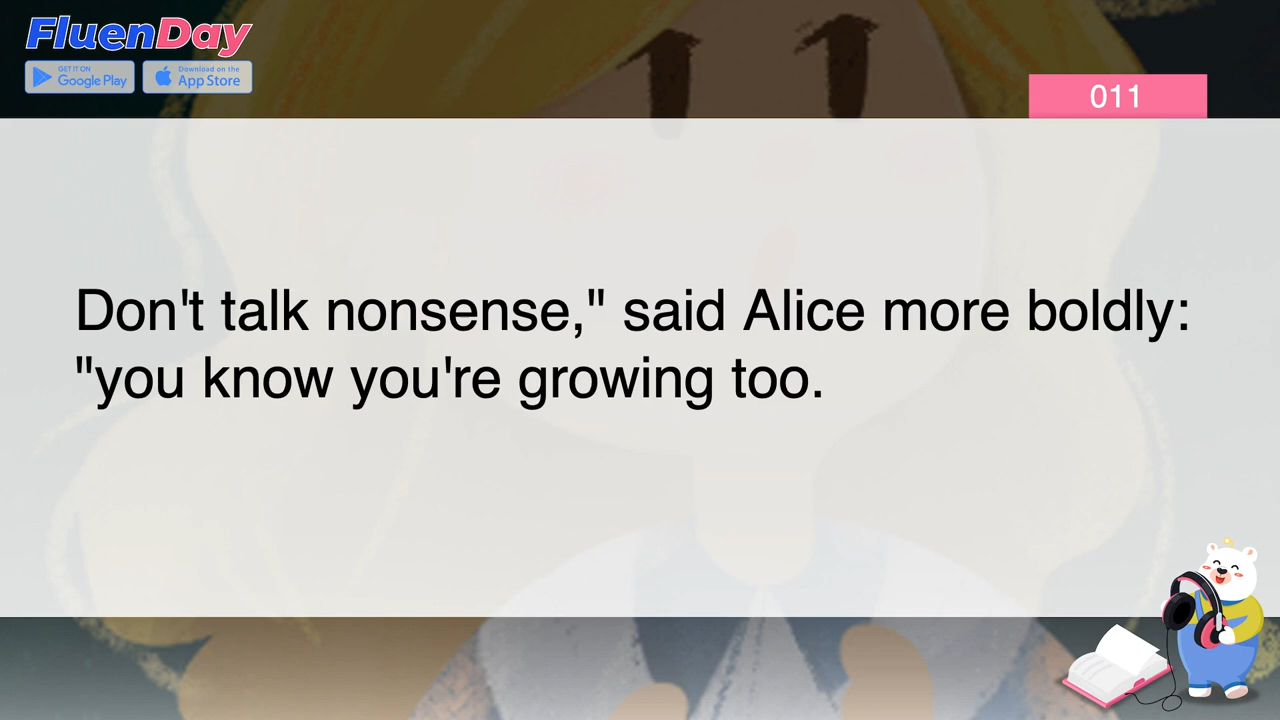 FluenDay
GET IT ON
Google Play
Download on the
App Store
011
Don't talk nonsense," said Alice more boldly:
"you know you're growing too.